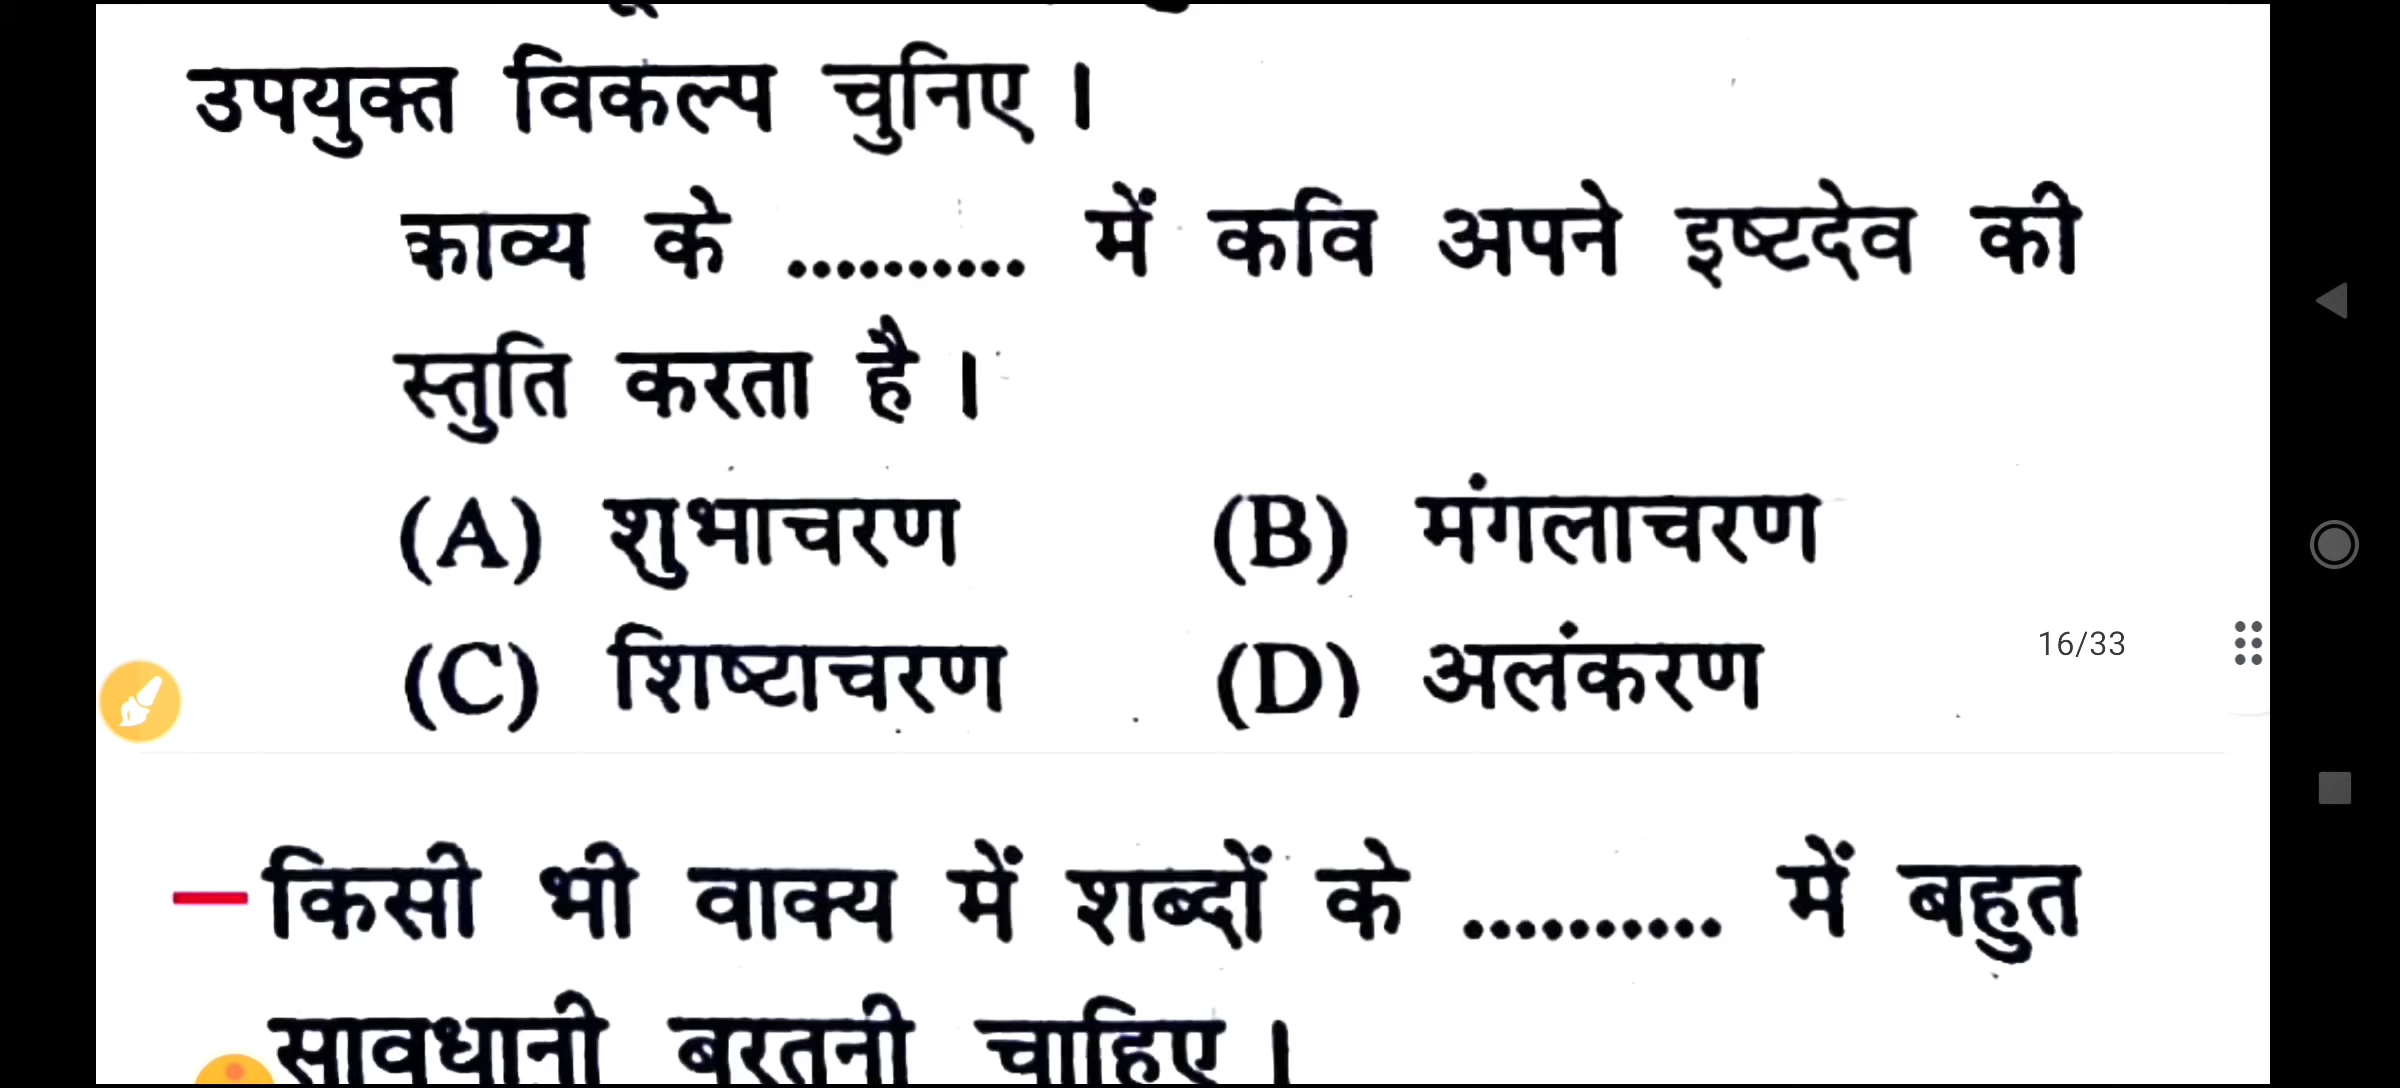 उपयुक्त विकल्प चुनिए ।
काव्य के .......... में कवि अपने इष्टदेव की
स्तुति करता है ।
(A) शुभाचरण (B) मंगलाचरण
(C) शिष्टाचरण (D) अलंकरण
16/33
किसी भी वाक्य में शब्दों के .......... में बहुत
सावधानी बरतनी चाहिए ।